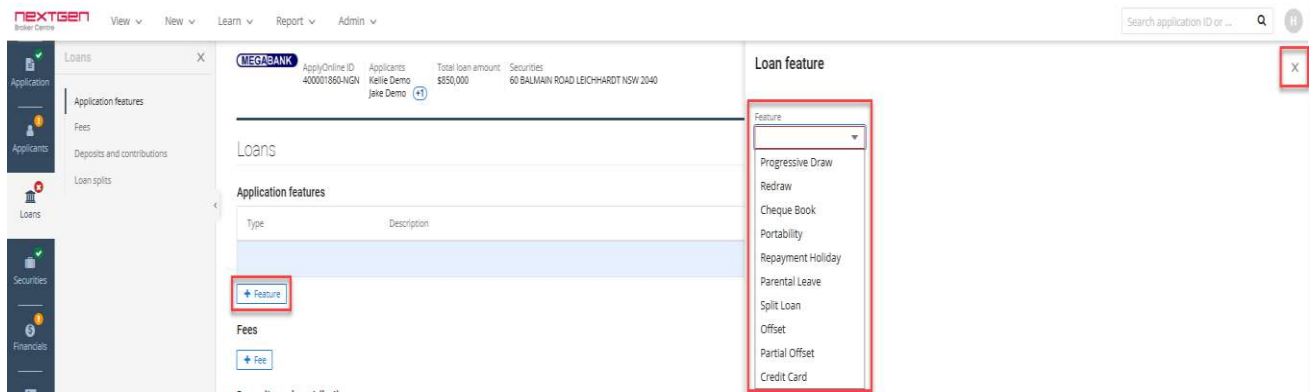 NEXTGEN
Broker Centre
View
New
Learn
Report
Admin
Search application ID or ...
H
Application
Applicants
Loans
Securities
Financials
Loans
X
Application features
Fees
Deposits and contributions
Loan splits
MEGABANK
ApplyOnline ID
400001860-NGN
Applicants
Kellie Demo
Jake Demo +1
Total loan amount
$850,000
Securities
60 BALMAIN ROAD LEICHHARDT NSW 2040
Loans
Application features
Type Description
+ Feature
Fees
+ Fee
Loan feature
X
Feature
Progressive Draw
Redraw
Cheque Book
Portability
Repayment Holiday
Parental Leave
Split Loan
Offset
Partial Offset
Credit Card